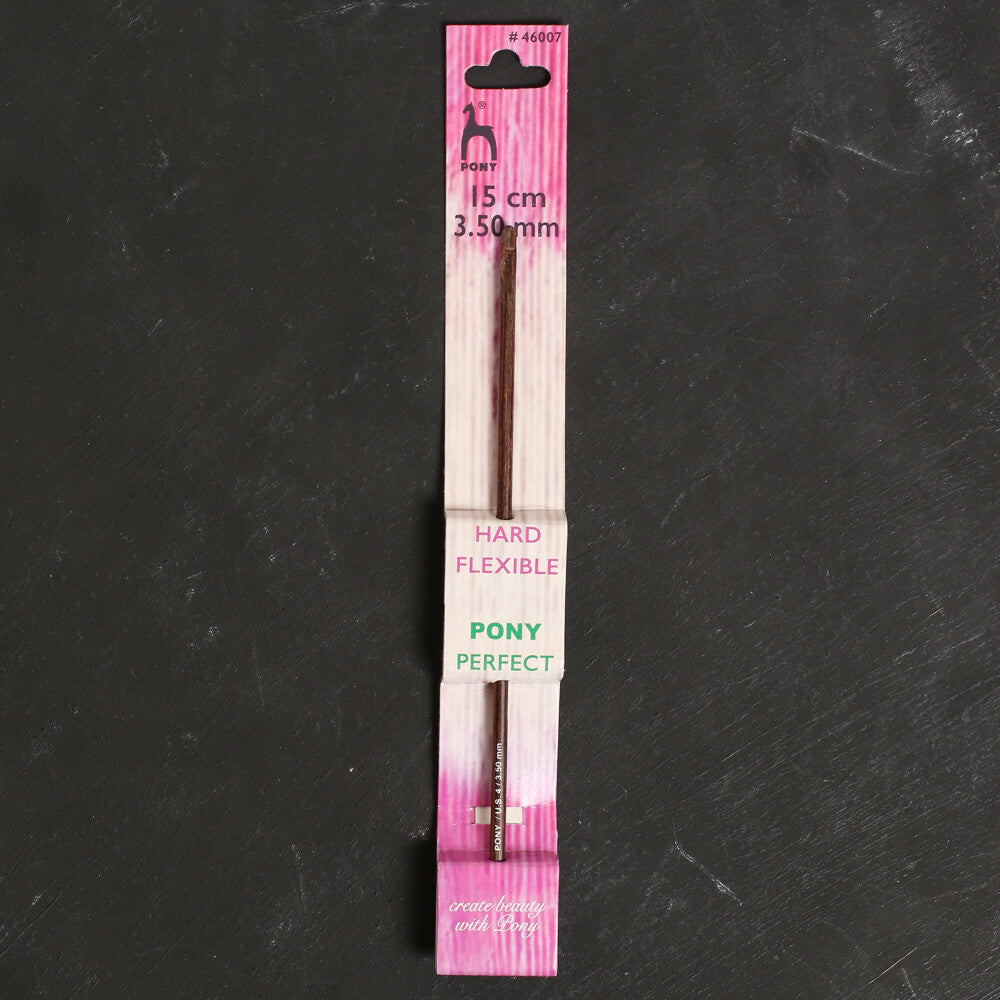 # 46007
®
PONY
15 cm
3.50 mm
HARD
FLEXIBLE
PONY
PERFECT
PONY / U.S. 4 / 3.50 mm
create beauty
with Pony